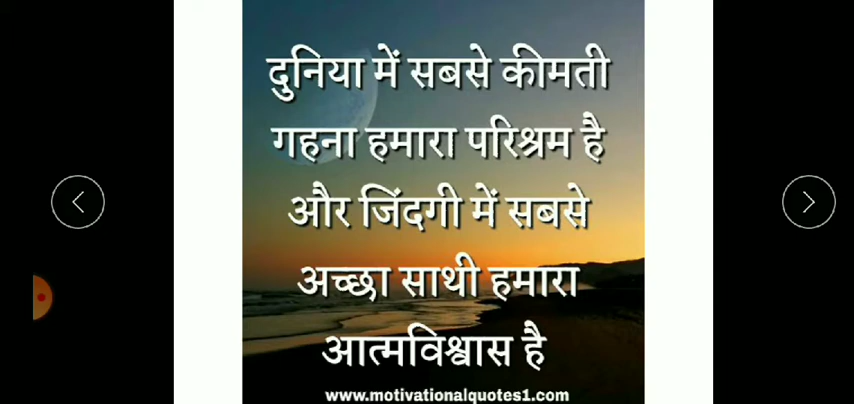 दुनिया में सबसे कीमती
गहना हमारा परिश्रम है
और जिंदगी में सबसे
अच्छा साथी हमारा
आत्मविश्वास है
www.motivationalquotes1.com